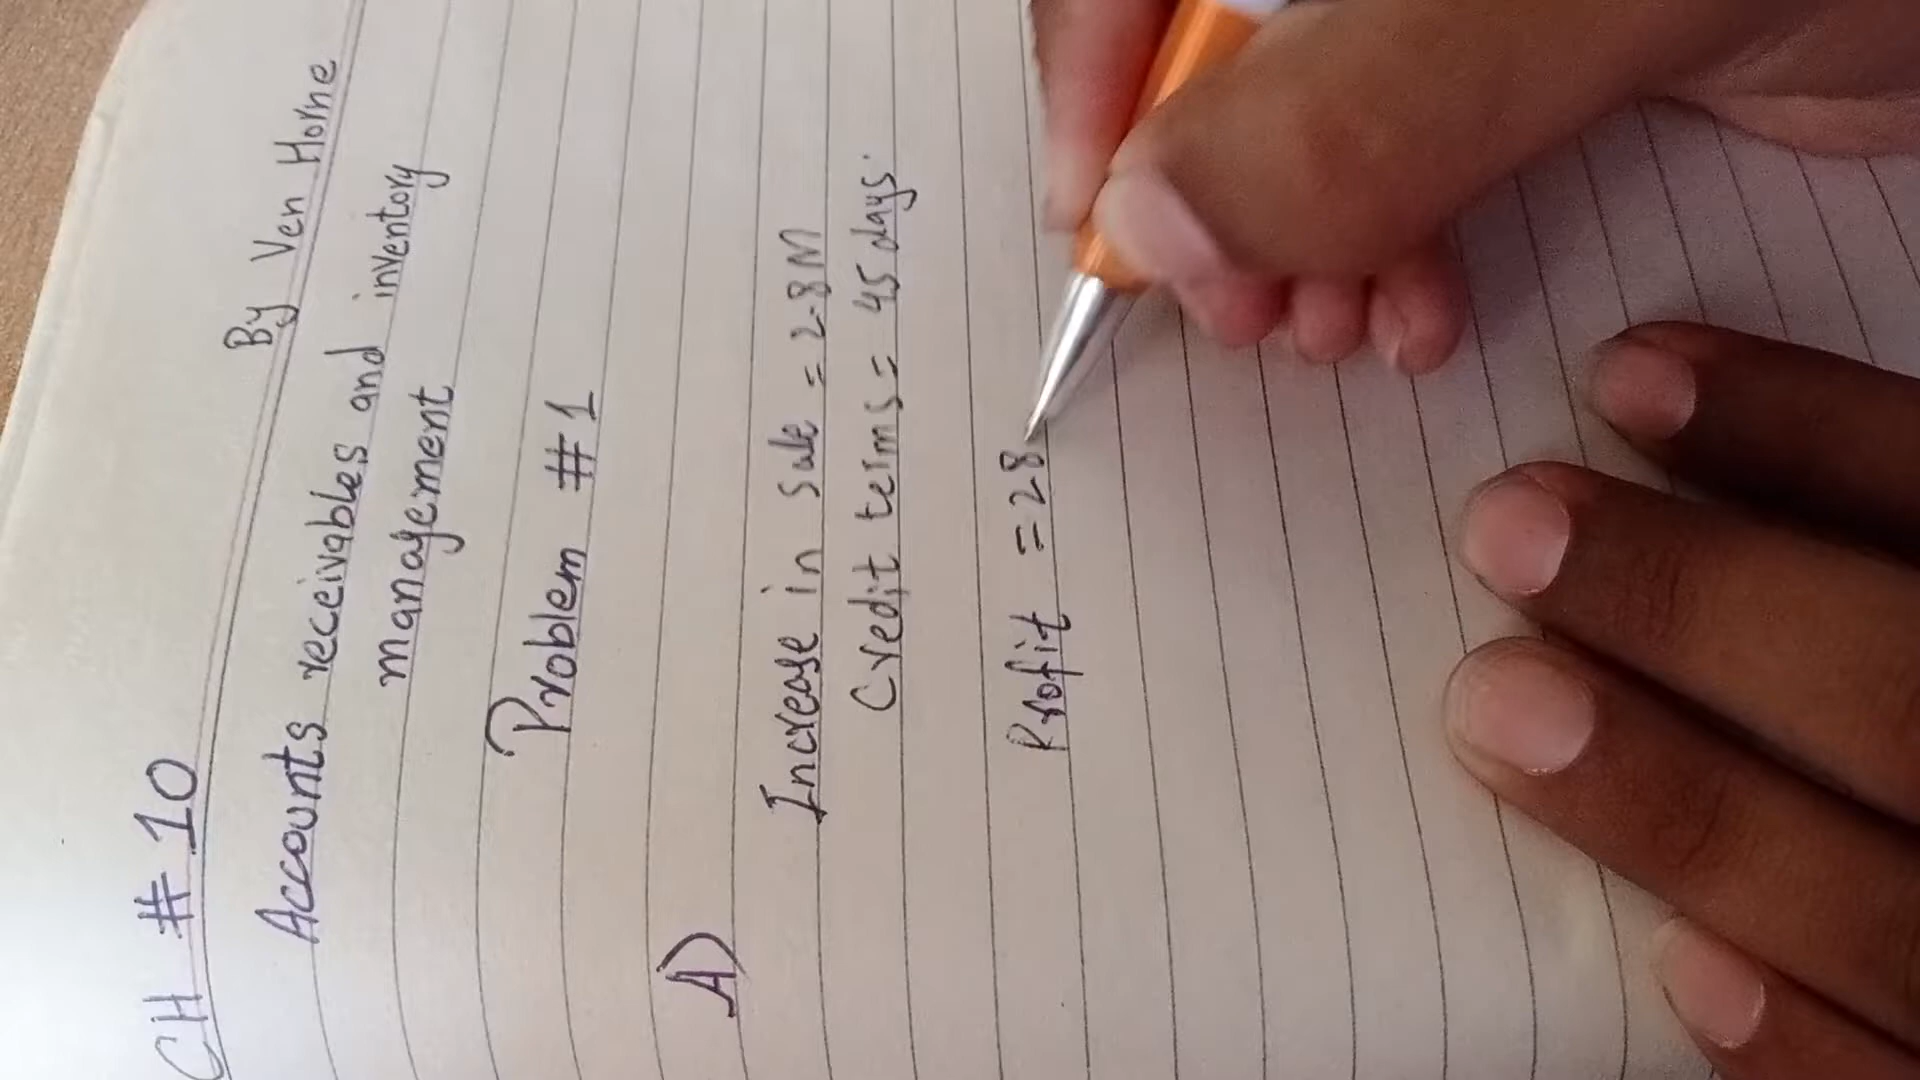 CH # 10
By Ven Horne
Accounts receivables and inventory
management
Problem # 1
A)
Increase in sale = 2.8M
Credit terms = 45 days.
Profit = 28